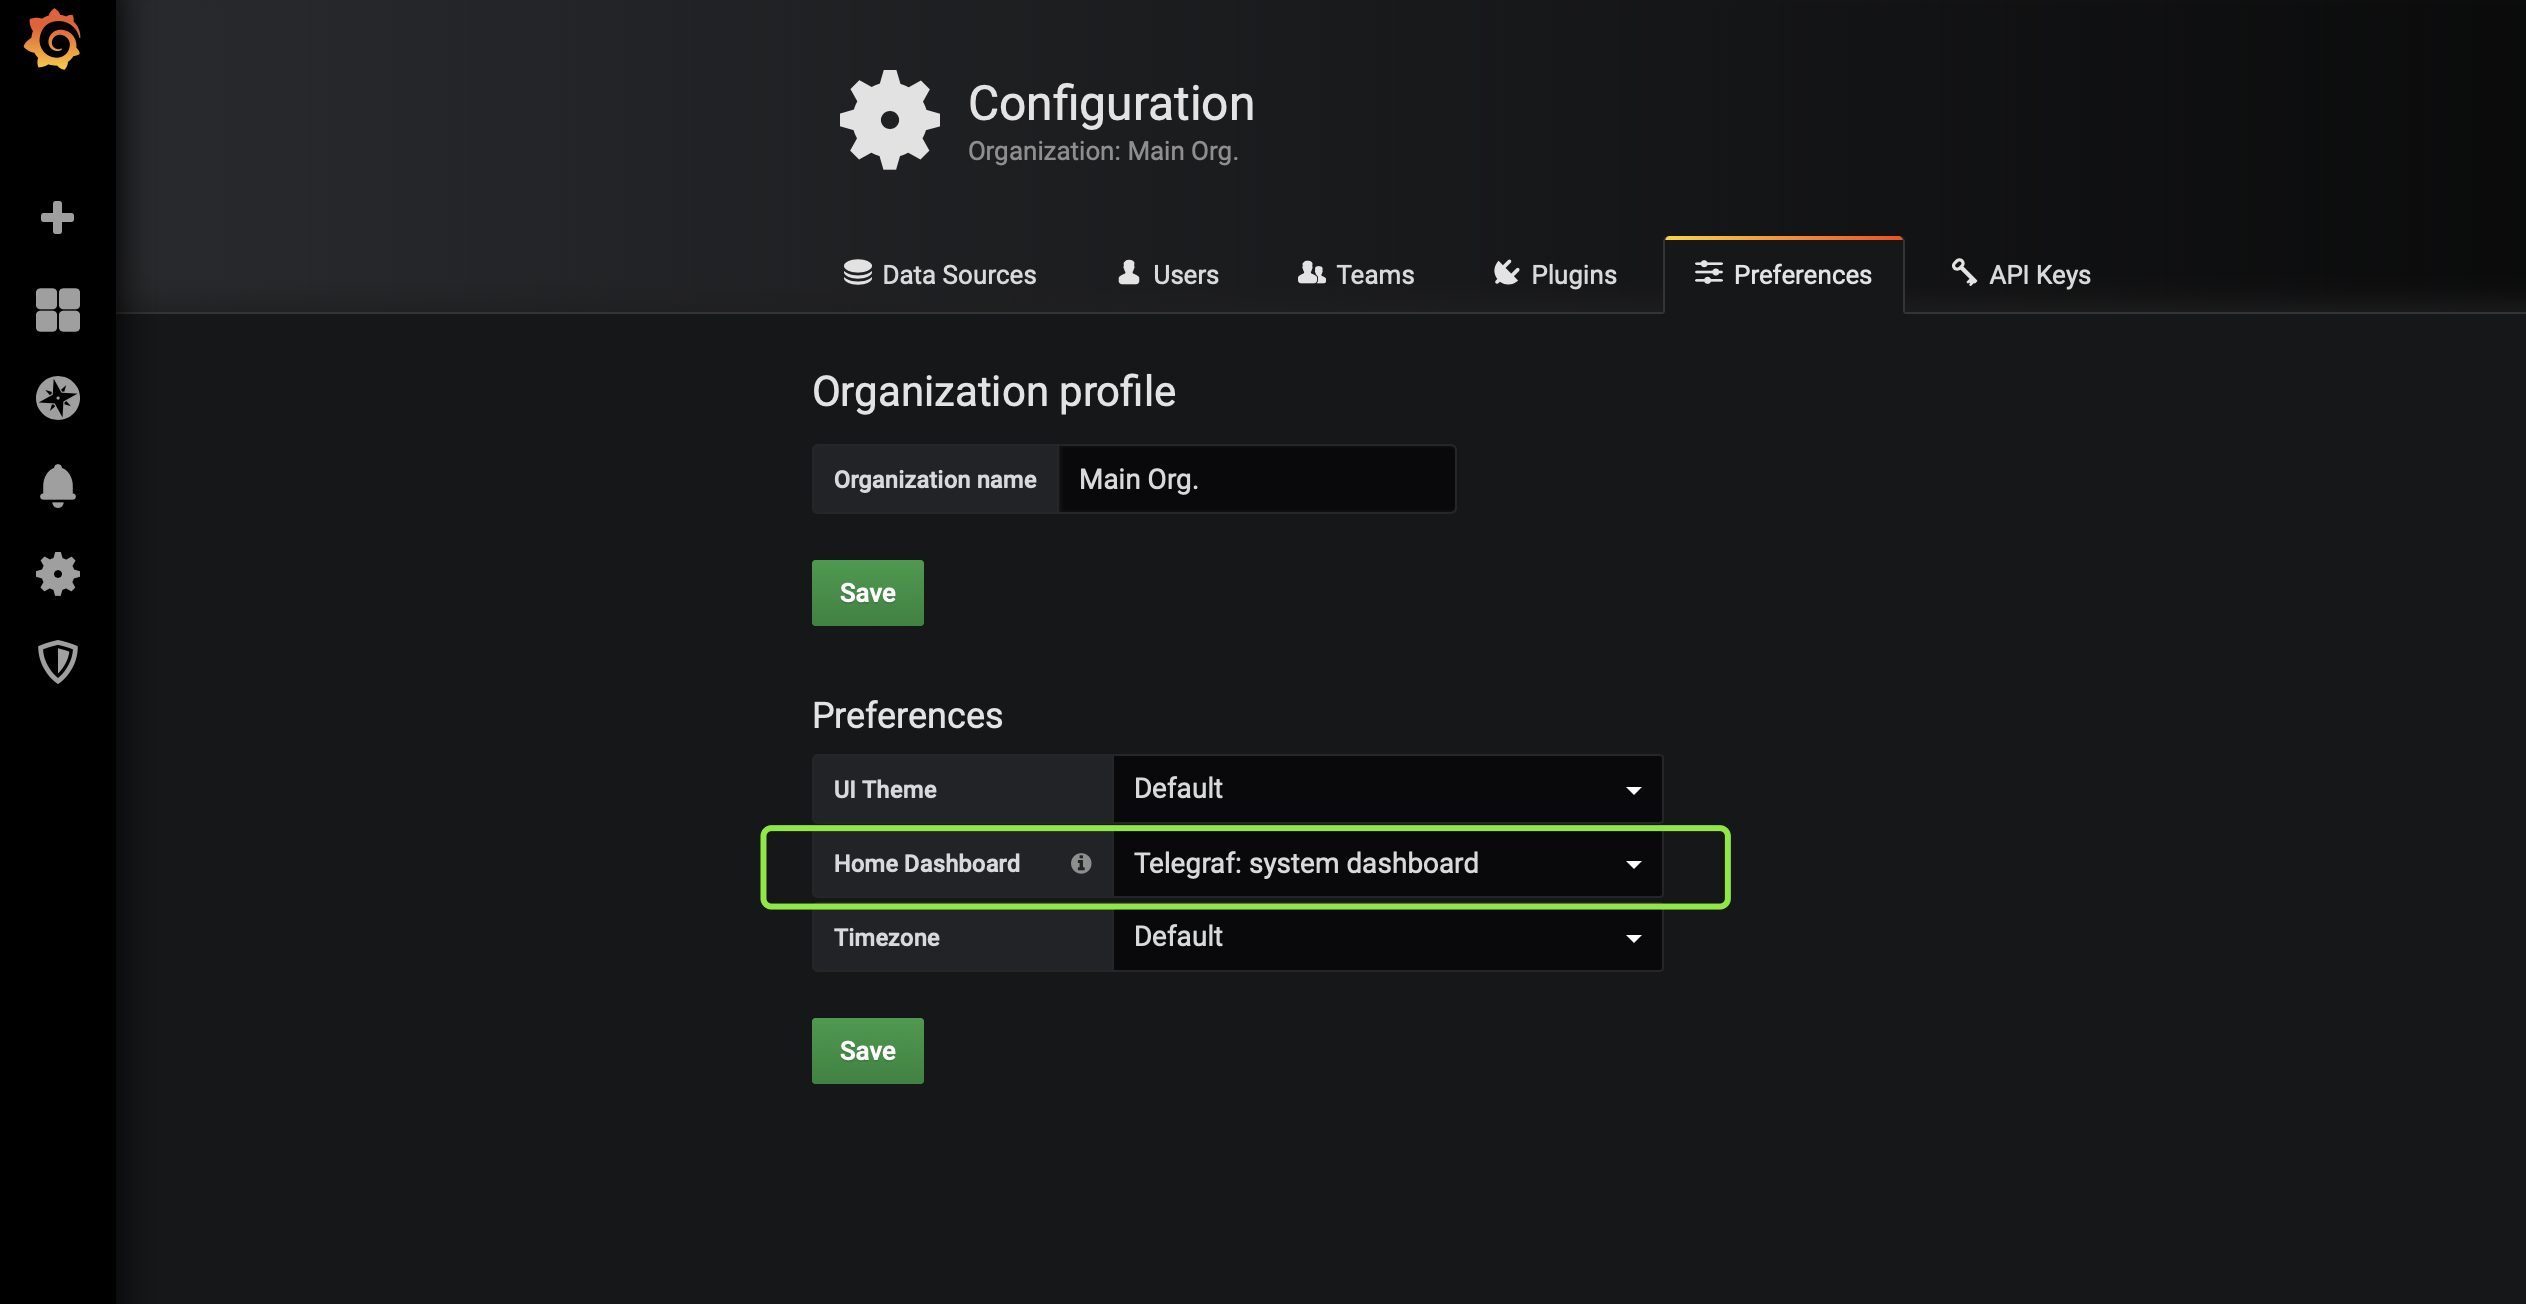 Configuration
Organization: Main Org.
Data Sources Users Teams Plugins Preferences API Keys
Organization profile
Organization name Main Org.
Save
Preferences
UI Theme Default
Home Dashboard Telegraf: system dashboard
Timezone Default
Save